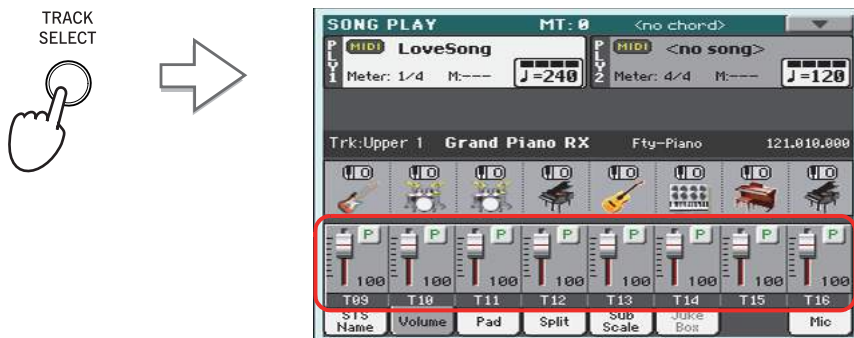 TRACK
SELECT
SONG PLAY MT: 0 <no chord>
PLY1 MIDI LoveSong
Meter: 1/4 M:--- ♩=240
PLY2 MIDI <no song>
Meter: 4/4 M:--- ♩=120
Trk:Upper 1 Grand Piano RX Fty-Piano 121.010.000
P P P P P P P P
100 100 100 100 100 100 100 100
T09 T10 T11 T12 T13 T14 T15 T16
STS Name Volume Pad Split Sub Scale Juke Box Mic